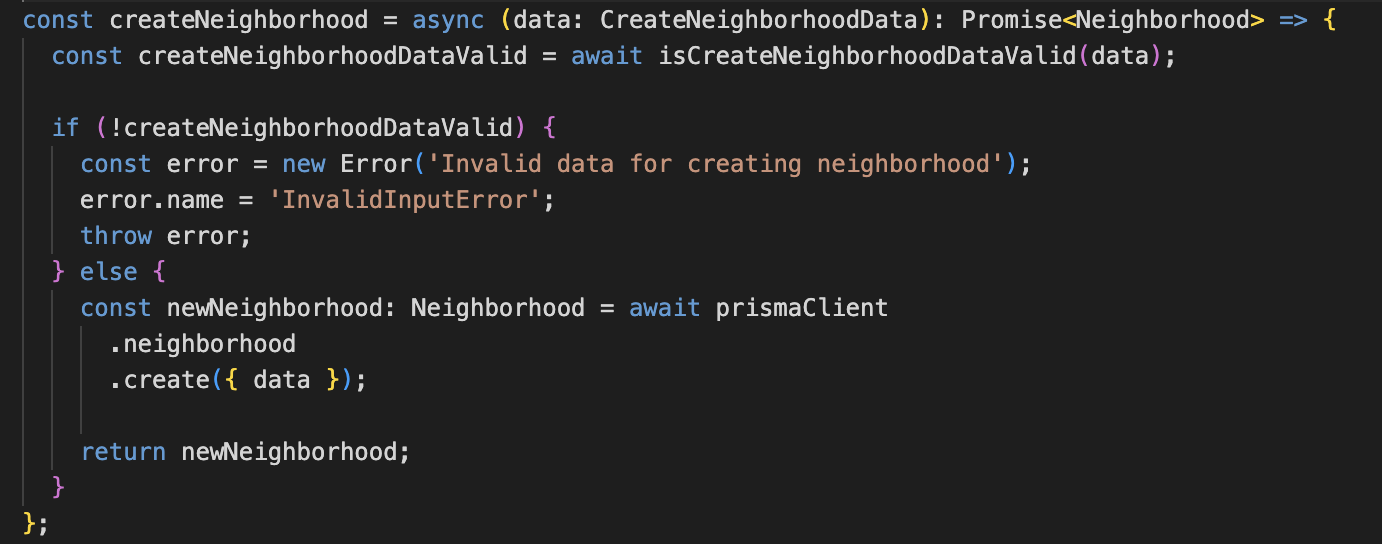 const createNeighborhood = async (data: CreateNeighborhoodData): Promise<Neighborhood> => {
  const createNeighborhoodDataValid = await isCreateNeighborhoodDataValid(data);

  if (!createNeighborhoodDataValid) {
    const error = new Error('Invalid data for creating neighborhood');
    error.name = 'InvalidInputError';
    throw error;
  } else {
    const newNeighborhood: Neighborhood = await prismaClient
      .neighborhood
      .create({ data });

    return newNeighborhood;
  }
};